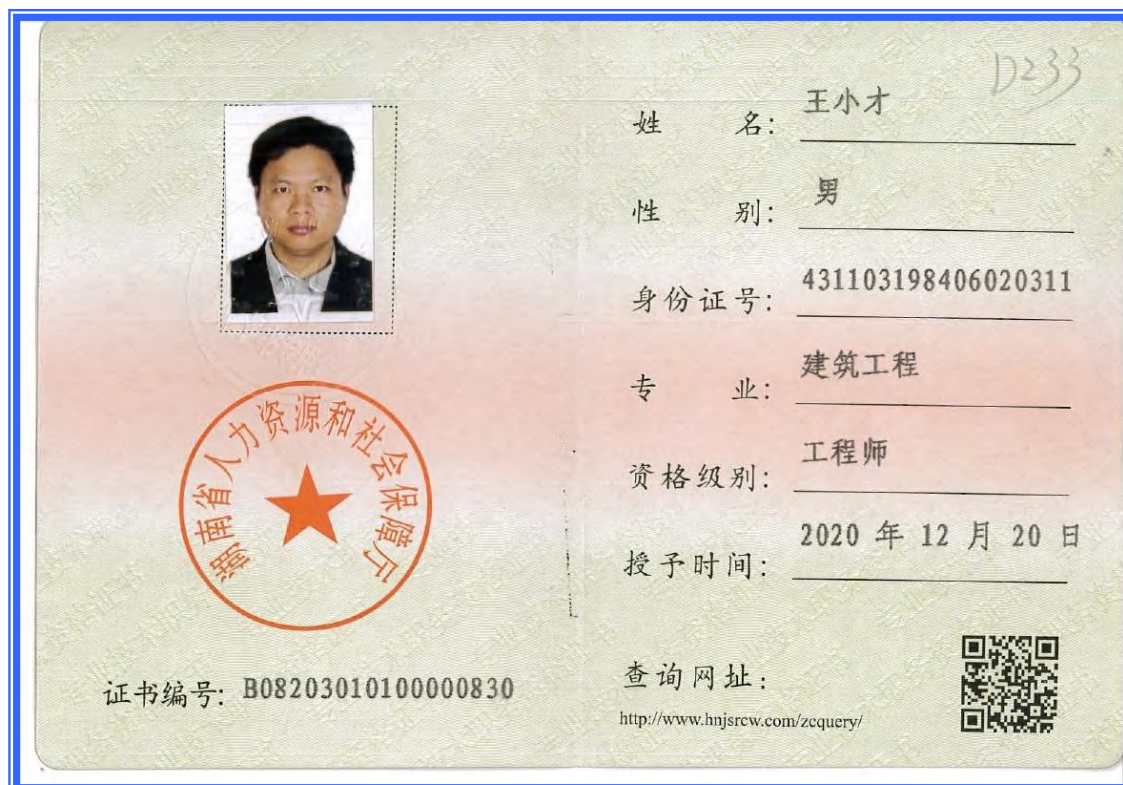 D233
姓 名: 王小才
性 别: 男
身份证号: 431103198406020311
专 业: 建筑工程
资格级别: 工程师
授予时间: 2020 年 12 月 20 日
湖南省人力资源和社会保障厅
证书编号: B08203010100000830
查询网址:
http://www.hnjsrcw.com/zcquery/